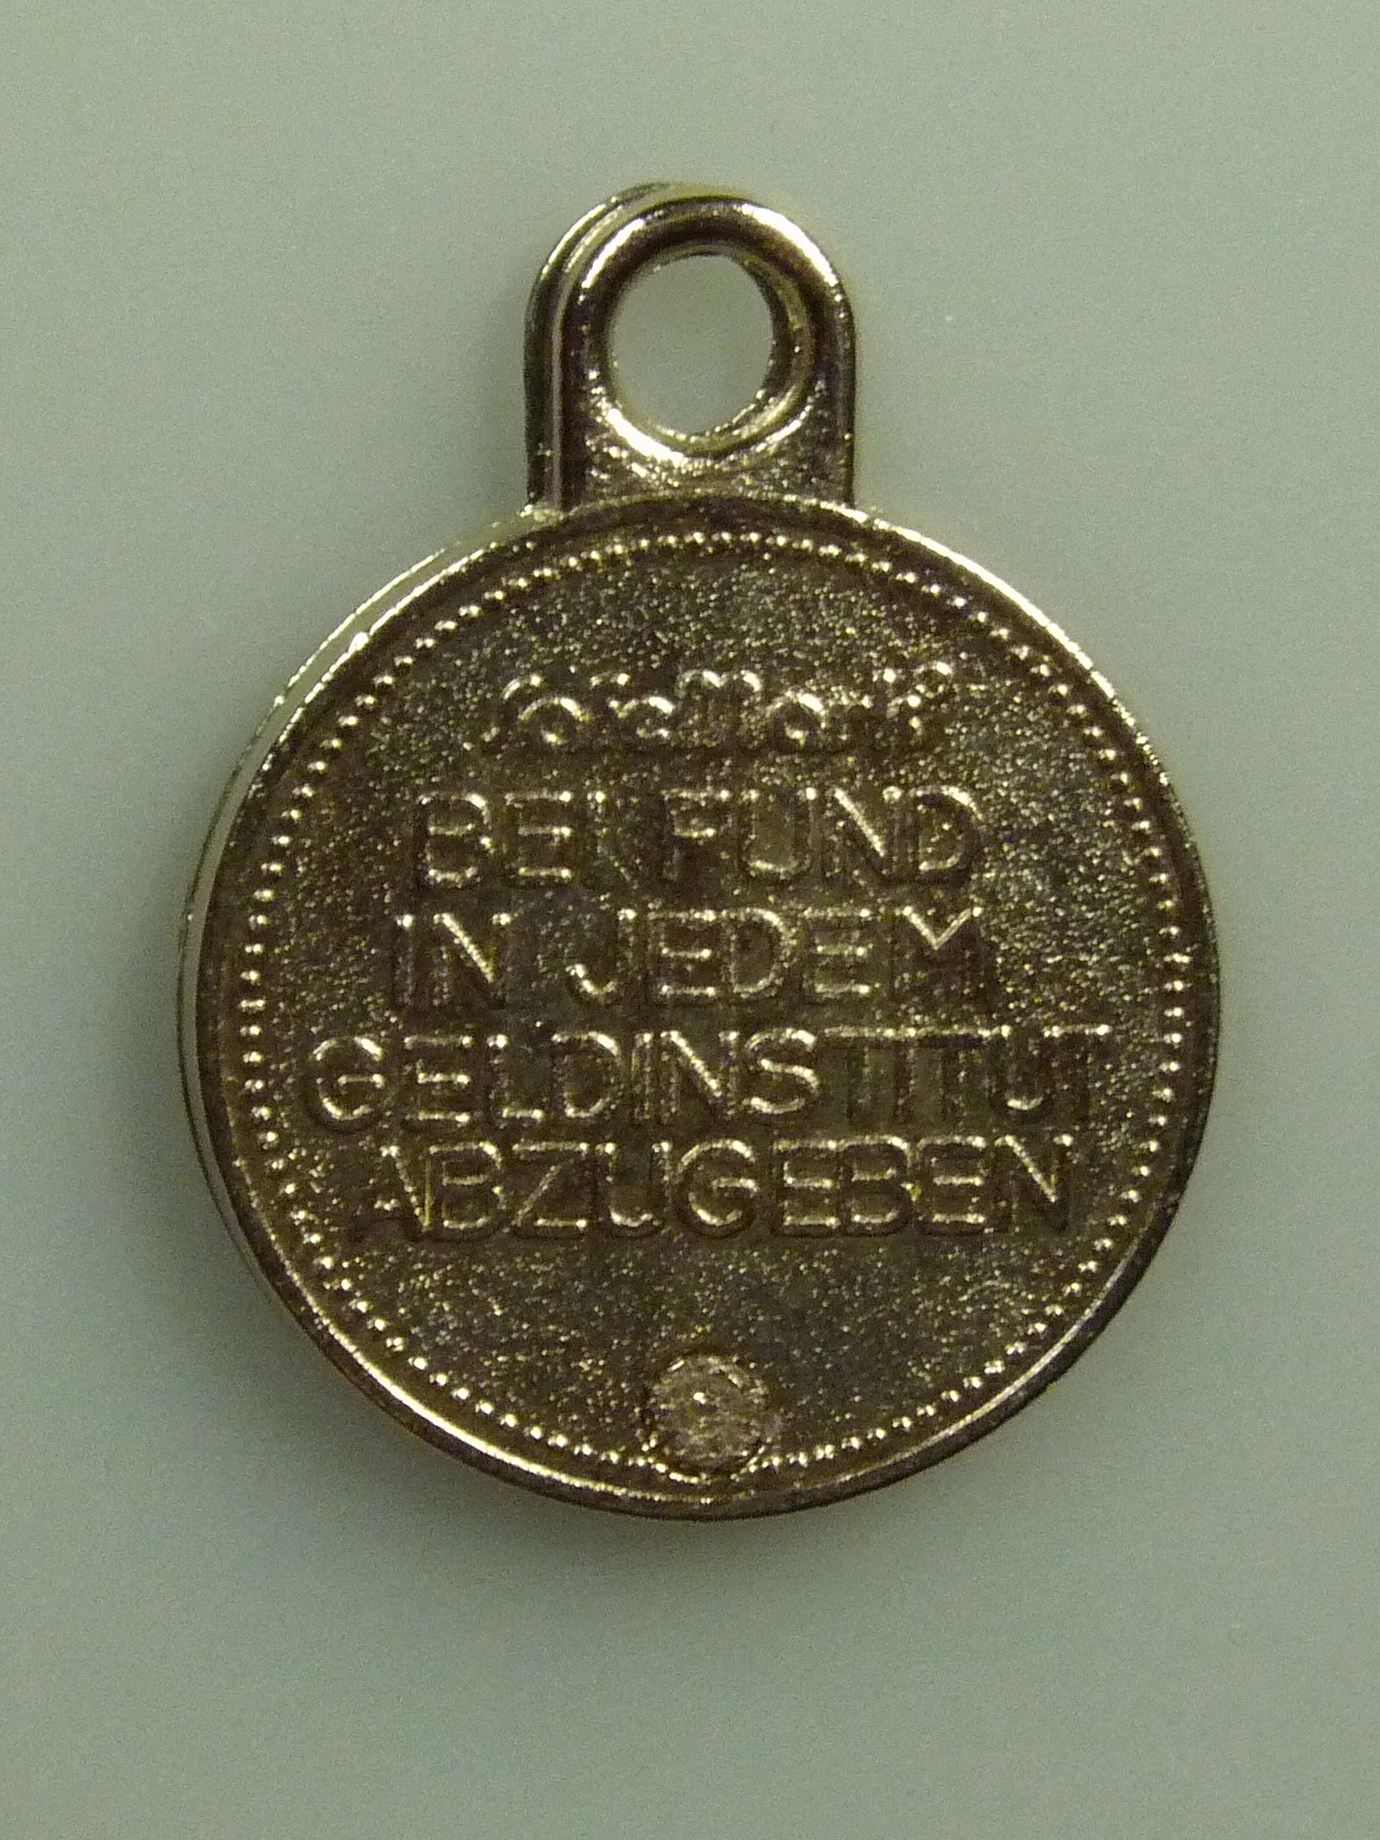 BEI FUND
IN JEDEM
GELDINSTITUT
ABZUGEBEN